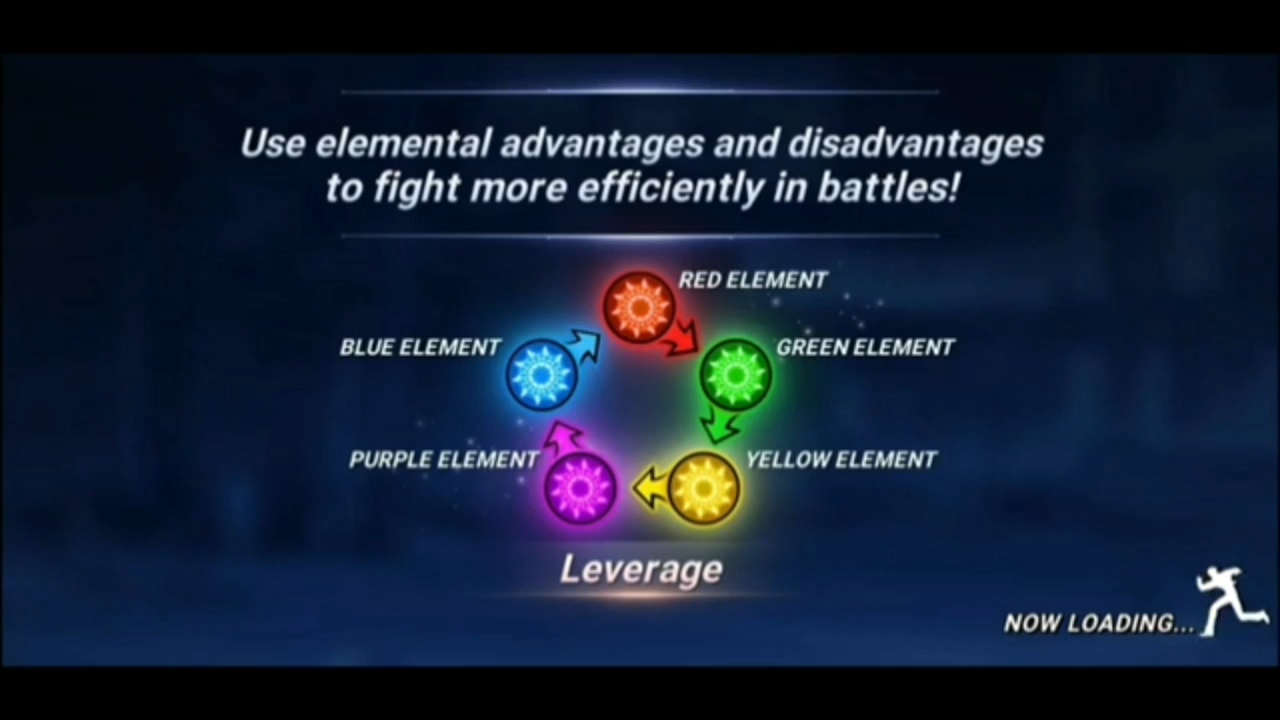 Use elemental advantages and disadvantages
to fight more efficiently in battles!
RED ELEMENT
BLUE ELEMENT
GREEN ELEMENT
PURPLE ELEMENT
YELLOW ELEMENT
Leverage
NOW LOADING...